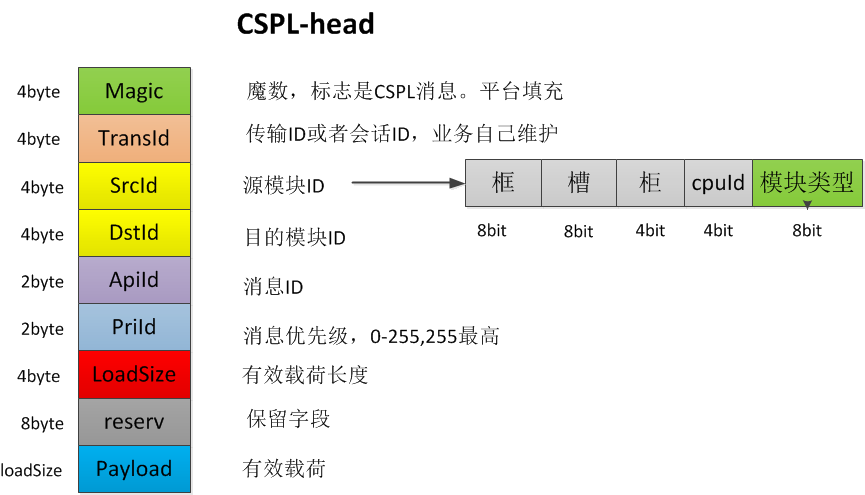 CSPL-head
4byte Magic 魔数，标志是CSPL消息。平台填充
4byte TransId 传输ID或者会话ID，业务自己维护
4byte SrcId 源模块ID 框 槽 柜 cpuId 模块类型
8bit 8bit 4bit 4bit 8bit
4byte DstId 目的模块ID
2byte ApiId 消息ID
2byte PriId 消息优先级，0-255,255最高
4byte LoadSize 有效载荷长度
8byte reserv 保留字段
loadSize Payload 有效载荷